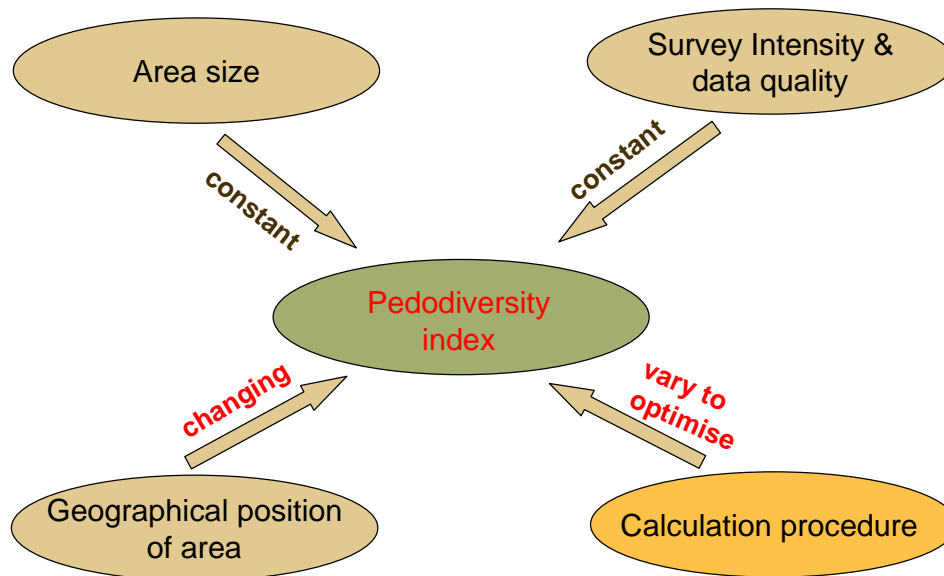 Area size
Survey Intensity &
data quality
constant
constant
Pedodiversity
index
changing
vary to
optimise
Geographical position
of area
Calculation procedure